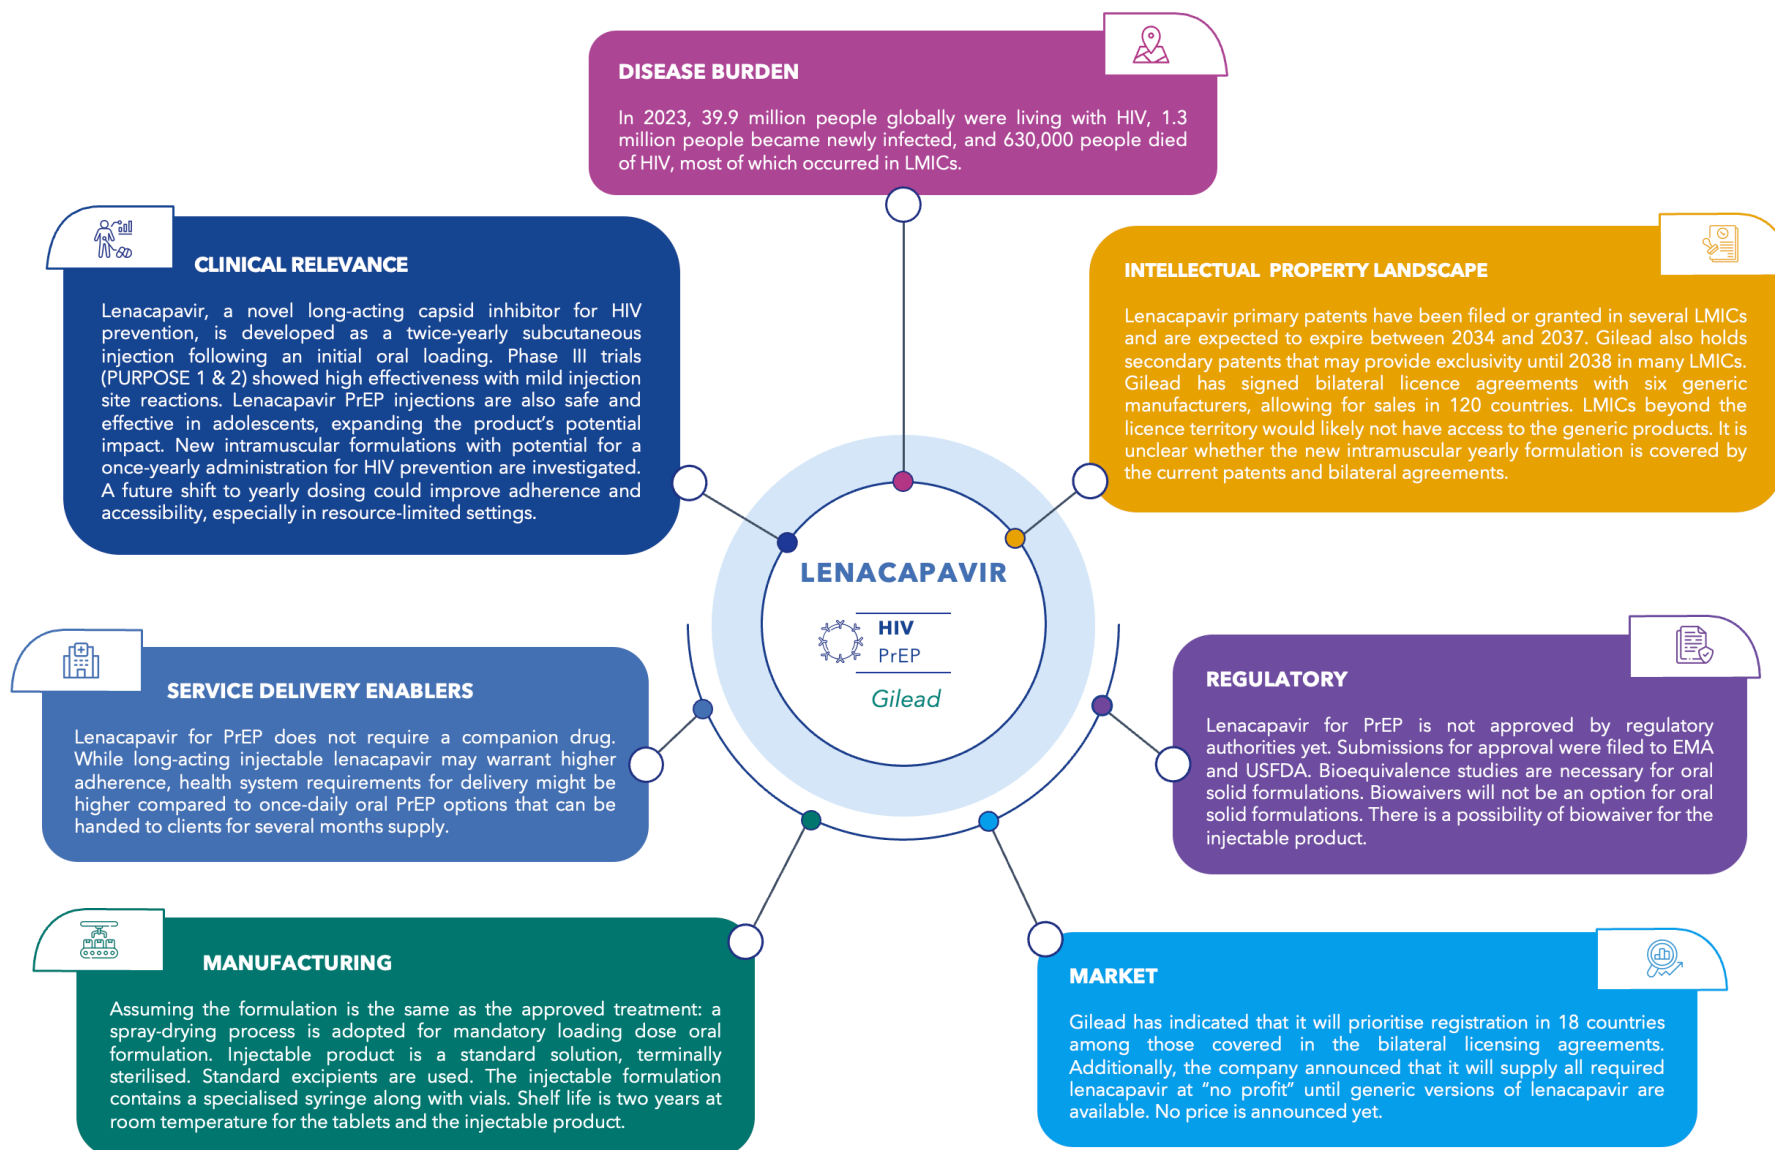 DISEASE BURDEN
In 2023, 39.9 million people globally were living with HIV, 1.3
million people became newly infected, and 630,000 people died
of HIV, most of which occurred in LMICs.
CLINICAL RELEVANCE
Lenacapavir, a novel long-acting capsid inhibitor for HIV
prevention, is developed as a twice-yearly subcutaneous
injection following an initial oral loading. Phase III trials
(PURPOSE 1 & 2) showed high effectiveness with mild injection
site reactions. Lenacapavir PrEP injections are also safe and
effective in adolescents, expanding the product's potential
impact. New intramuscular formulations with potential for a
once-yearly administration for HIV prevention are investigated.
A future shift to yearly dosing could improve adherence and
accessibility, especially in resource-limited settings.
INTELLECTUAL PROPERTY LANDSCAPE
Lenacapavir primary patents have been filed or granted in several LMICs
and are expected to expire between 2034 and 2037. Gilead also holds
secondary patents that may provide exclusivity until 2038 in many LMICs.
Gilead has signed bilateral licence agreements with six generic
manufacturers, allowing for sales in 120 countries. LMICs beyond the
licence territory would likely not have access to the generic products. It is
unclear whether the new intramuscular yearly formulation is covered by
the current patents and bilateral agreements.
LENACAPAVIR
HIV
PrEP
Gilead
SERVICE DELIVERY ENABLERS
Lenacapavir for PrEP does not require a companion drug.
While long-acting injectable lenacapavir may warrant higher
adherence, health system requirements for delivery might be
higher compared to once-daily oral PrEP options that can be
handed to clients for several months supply.
REGULATORY
Lenacapavir for PrEP is not approved by regulatory
authorities yet. Submissions for approval were filed to EMA
and USFDA. Bioequivalence studies are necessary for oral
solid formulations. Biowaivers will not be an option for oral
solid formulations. There is a possibility of biowaiver for the
injectable product.
MANUFACTURING
Assuming the formulation is the same as the approved treatment: a
spray-drying process is adopted for mandatory loading dose oral
formulation. Injectable product is a standard solution, terminally
sterilised. Standard excipients are used. The injectable formulation
contains a specialised syringe along with vials. Shelf life is two years at
room temperature for the tablets and the injectable product.
MARKET
Gilead has indicated that it will prioritise registration in 18 countries
among those covered in the bilateral licensing agreements.
Additionally, the company announced that it will supply all required
lenacapavir at "no profit" until generic versions of lenacapavir are
available. No price is announced yet.